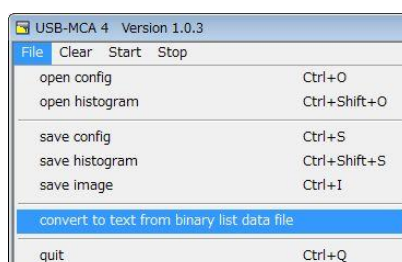 USB-MCA 4 Version 1.0.3
File Clear Start Stop
open config Ctrl+O
open histogram Ctrl+Shift+O
save config Ctrl+S
save histogram Ctrl+Shift+S
save image Ctrl+I
convert to text from binary list data file
quit Ctrl+Q